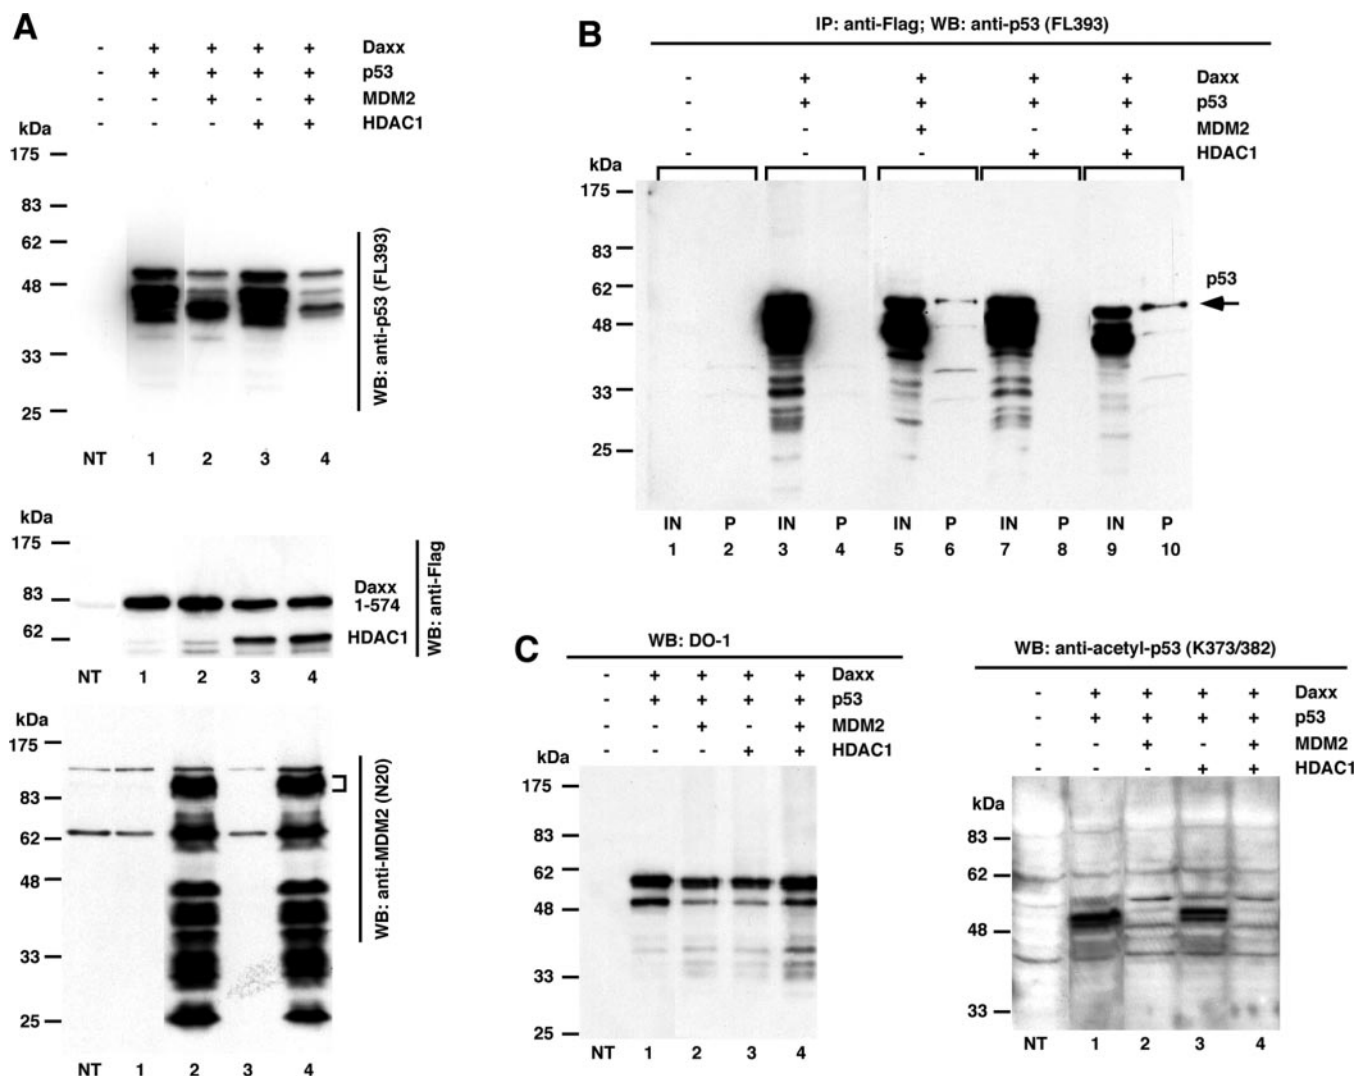 A
- + + + + Daxx
- + + + + p53
- - + - + MDM2
- - - + + HDAC1
kDa
175
83
62
48
33
25
WB: anti-p53 (FL393)
NT 1 2 3 4
kDa
175
83
62
Daxx
1-574
HDAC1
WB: anti-Flag
NT 1 2 3 4
kDa
175
83
62
48
33
25
WB: anti-MDM2 (N20)
NT 1 2 3 4
B
IP: anti-Flag; WB: anti-p53 (FL393)
- + + + + Daxx
- + + + + p53
- - + - + MDM2
- - - + + HDAC1
kDa
175
83
62
48
33
25
p53
IN P IN P IN P IN P IN P
1 2 3 4 5 6 7 8 9 10
C
WB: DO-1
- + + + + Daxx
- + + + + p53
- - + - + MDM2
- - - + + HDAC1
kDa
175
83
62
48
33
25
NT 1 2 3 4
WB: anti-acetyl-p53 (K373/382)
- + + + + Daxx
- + + + + p53
- - + - + MDM2
- - - + + HDAC1
kDa
83
62
48
33
NT 1 2 3 4